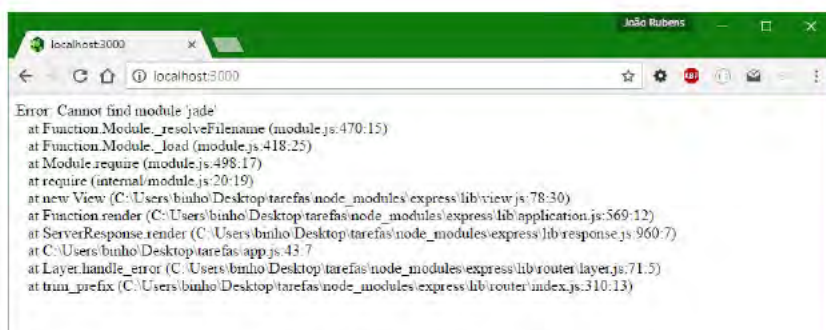 João Rubens
localhost:3000
localhost:3000
ABP
Error: Cannot find module 'jade'
at Function.Module._resolveFilename (module.js:470:15)
at Function.Module._load (module.js:418:25)
at Module.require (module.js:498:17)
at require (internal/module.js:20:19)
at new View (C:\Users\binho\Desktop\tarefas\node_modules\express\lib\view.js:78:30)
at Function.render (C:\Users\binho\Desktop\tarefas\node_modules\express\lib\application.js:569:12)
at ServerResponse.render (C:\Users\binho\Desktop\tarefas\node_modules\express\lib\response.js:960:7)
at C:\Users\binho\Desktop\tarefas\app.js:43:7
at Layer.handle_error (C:\Users\binho\Desktop\tarefas\node_modules\express\lib\router\layer.js:71:5)
at trim_prefix (C:\Users\binho\Desktop\tarefas\node_modules\express\lib\router\index.js:310:13)